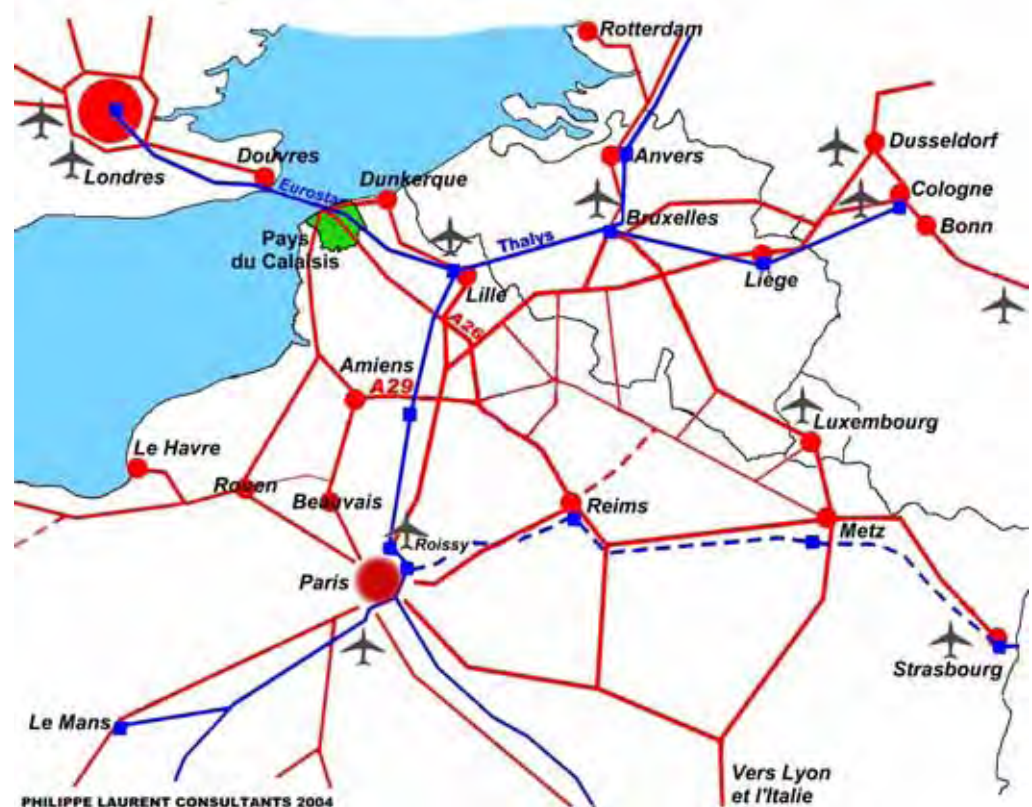 Rotterdam
Londres
Douvres
Eurostar
Dunkerque
Anvers
Dusseldorf
Cologne
Bonn
Bruxelles
Thalys
Pays
du Calaisis
Lille
Liège
A26
Amiens
A29
Luxembourg
Le Havre
Rouen
Beauvais
Reims
Metz
Roissy
Paris
Strasbourg
Le Mans
Vers Lyon
et l'Italie
PHILIPPE LAURENT CONSULTANTS 2004